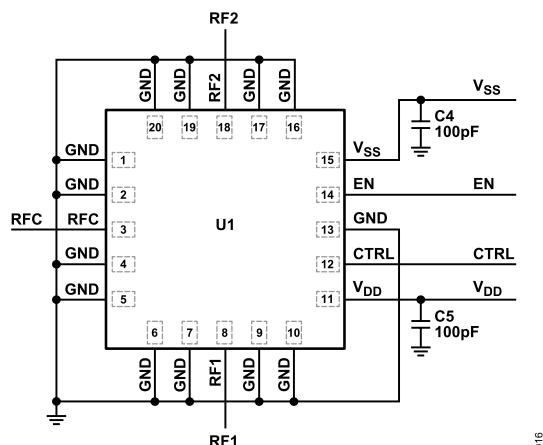 RF2
GND
GND
RF2
GND
GND
20
19
18
17
16
VSS
C4
100pF
GND
1
VSS
15
GND
2
EN
14
EN
RFC
RFC
3
U1
GND
13
GND
4
CTRL
12
CTRL
GND
5
VDD
11
VDD
C5
100pF
6
7
8
9
10
GND
GND
RF1
GND
GND
RF1